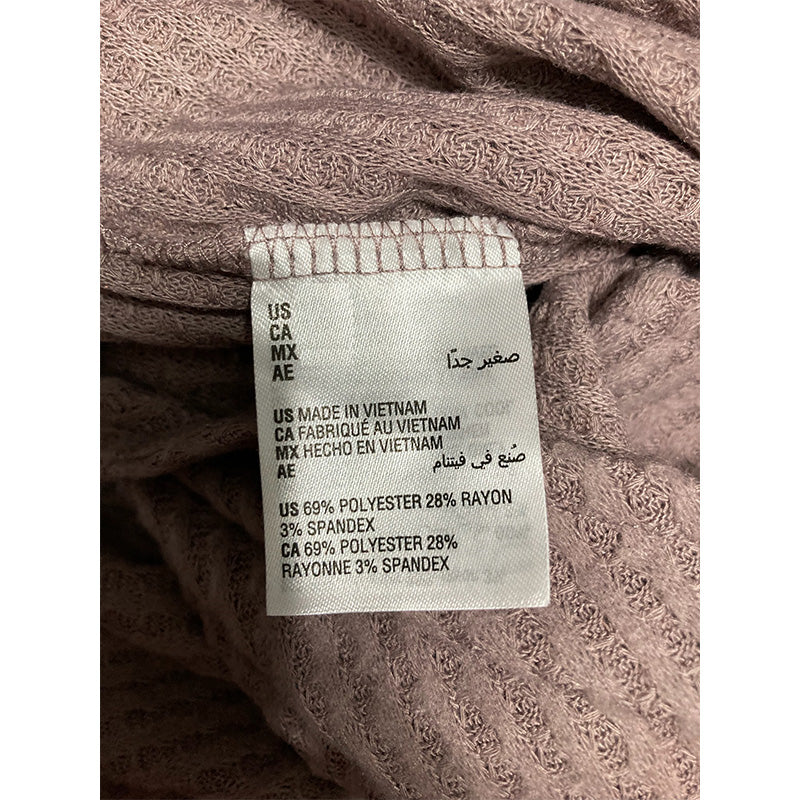 US
CA
MX
AE صغير جدّا
US MADE IN VIETNAM
CA FABRIQUÉ AU VIETNAM
MX HECHO EN VIETNAM
AE صُنع في فيتنام
US 69% POLYESTER 28% RAYON
3% SPANDEX
CA 69% POLYESTER 28%
RAYONNE 3% SPANDEX